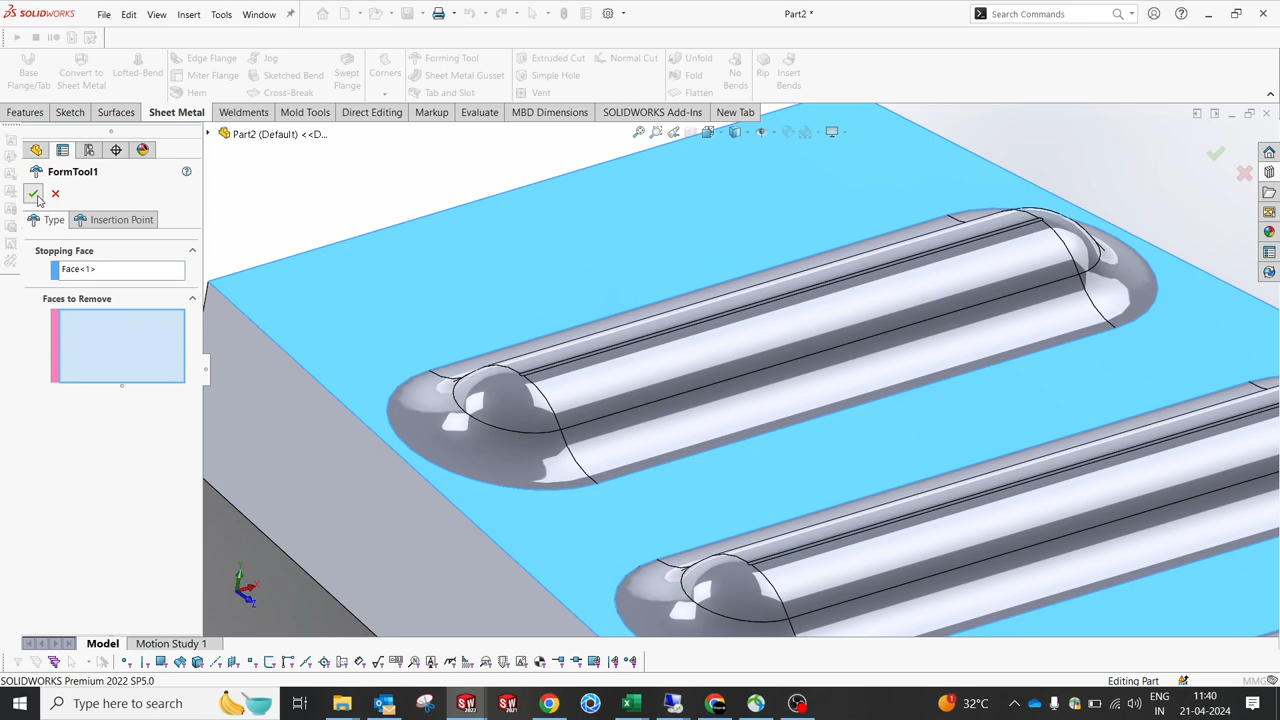 SOLIDWORKS File Edit View Insert Tools Window Part2 * Search Commands
Base Flange/Tab Convert to Sheet Metal Lofted-Bend Edge Flange Miter Flange Hem Jog Sketched Bend Cross-Break Swept Flange Corners Forming Tool Sheet Metal Gusset Tab and Slot Extruded Cut Simple Hole Vent Normal Cut Unfold Fold Flatten No Bends Rip Insert Bends
Features Sketch Surfaces Sheet Metal Weldments Mold Tools Direct Editing Markup Evaluate MBD Dimensions SOLIDWORKS Add-Ins New Tab
Part2 (Default) <<D...
FormTool1
Type Insertion Point
Stopping Face
Face<1>
Faces to Remove
Y X Z
Model Motion Study 1
SOLIDWORKS Premium 2022 SP5.0 Editing Part MMG
Type here to search SW 2022 SW 2021 32°C ENG IN 11:40 21-04-2024